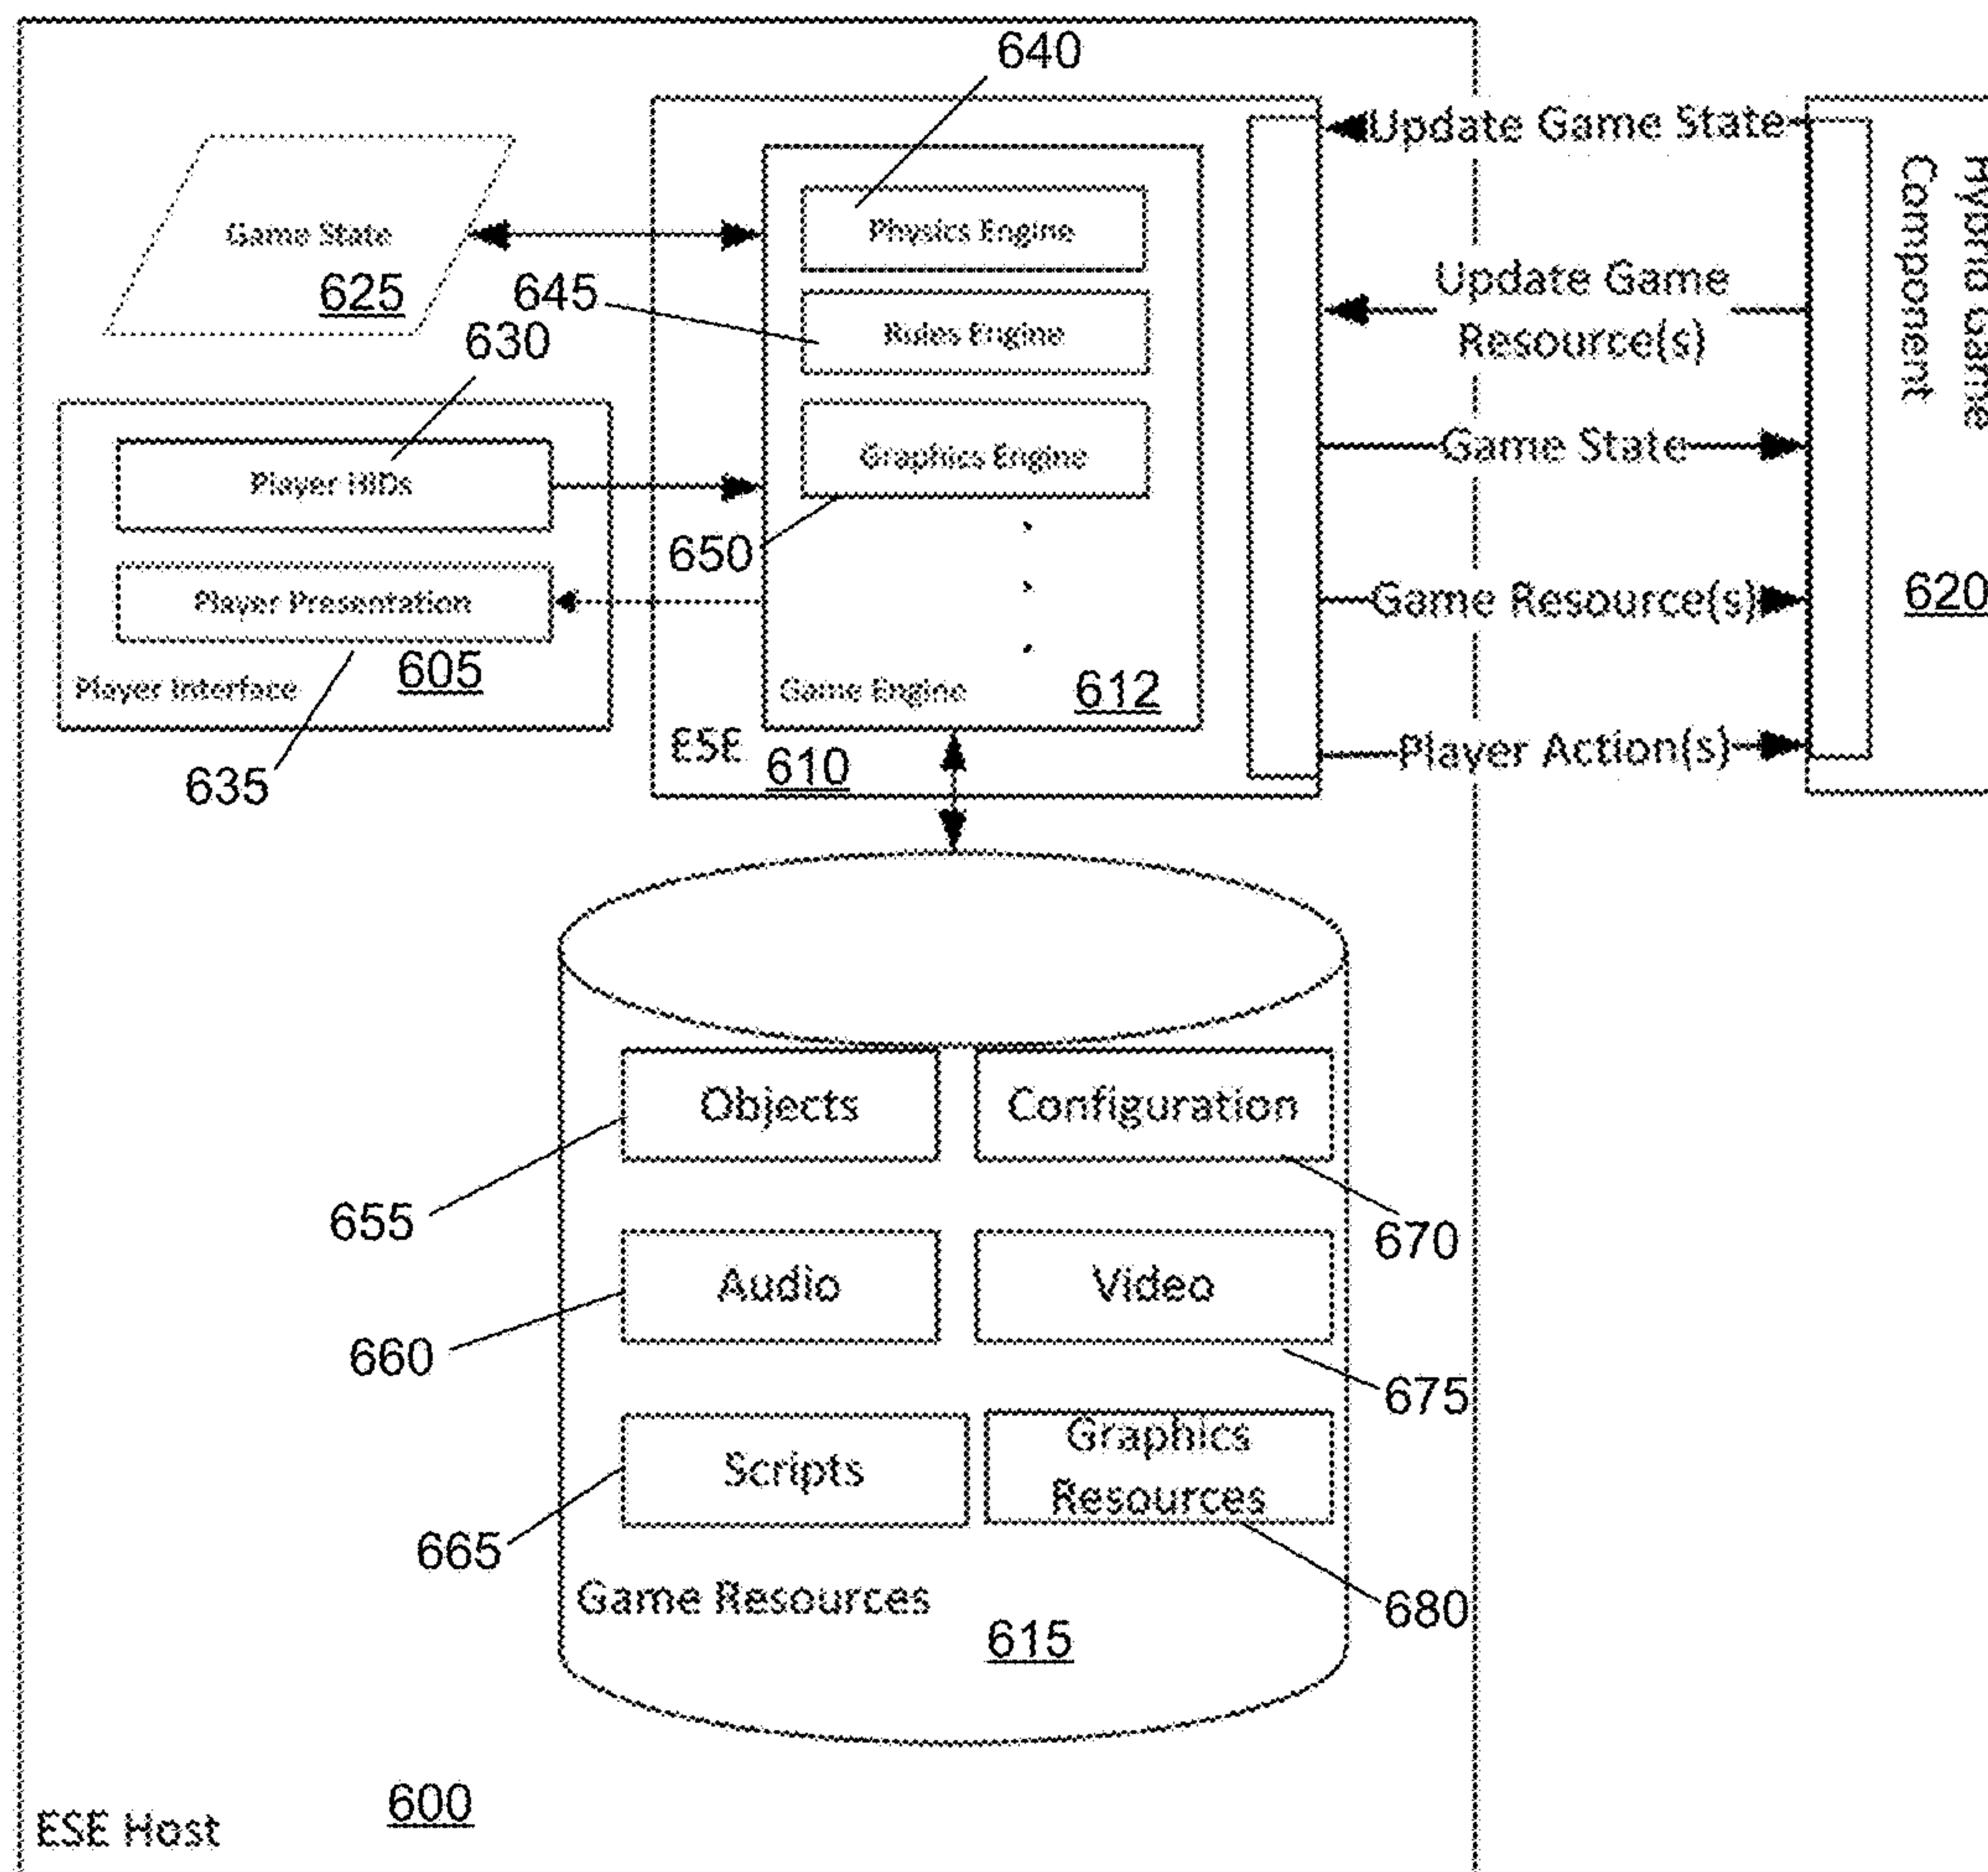 640
Update Game State
Game State
625
Physics Engine
Update Game
Resource(s)
645
Rules Engine
630
Game State
Player HIDs
Graphics Engine
650
Game Resource(s)
Player Presentation
605
Player Interface
Game Engine
612
635
ESE
610
Player Action(s)
Hybrid Game
Component
620
Objects
Configuration
655
670
Audio
Video
660
675
Scripts
Graphics
Resources
665
680
Game Resources
615
ESE Host
600